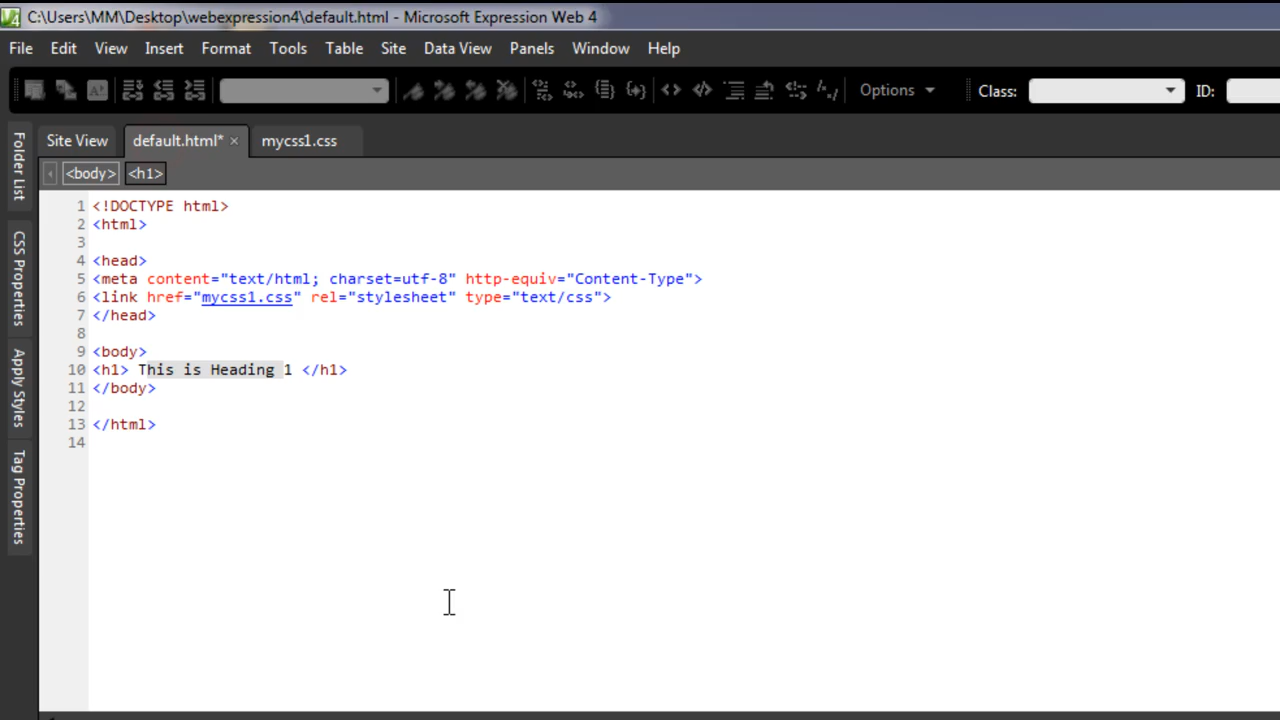 C:\Users\MM\Desktop\webexpression4\default.html - Microsoft Expression Web 4
File Edit View Insert Format Tools Table Site Data View Panels Window Help
Options Class: ID:
Site View default.html* × mycss1.css
<body> <h1>
Folder List
CSS Properties
Apply Styles
Tag Properties
1 <!DOCTYPE html>
2 <html>
3
4 <head>
5 <meta content="text/html; charset=utf-8" http-equiv="Content-Type">
6 <link href="mycss1.css" rel="stylesheet" type="text/css">
7 </head>
8
9 <body>
10 <h1> This is Heading 1 </h1>
11 </body>
12
13 </html>
14